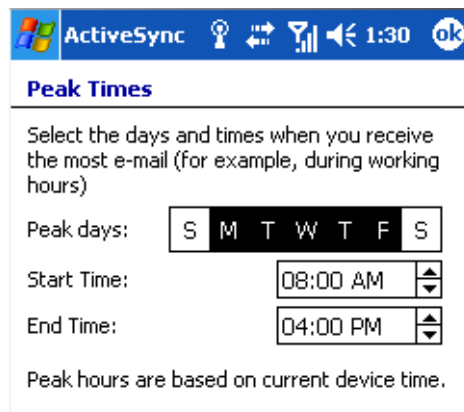 ActiveSync 1:30 ok
Peak Times
Select the days and times when you receive
the most e-mail (for example, during working
hours)
Peak days: S M T W T F S
Start Time: 08:00 AM
End Time: 04:00 PM
Peak hours are based on current device time.